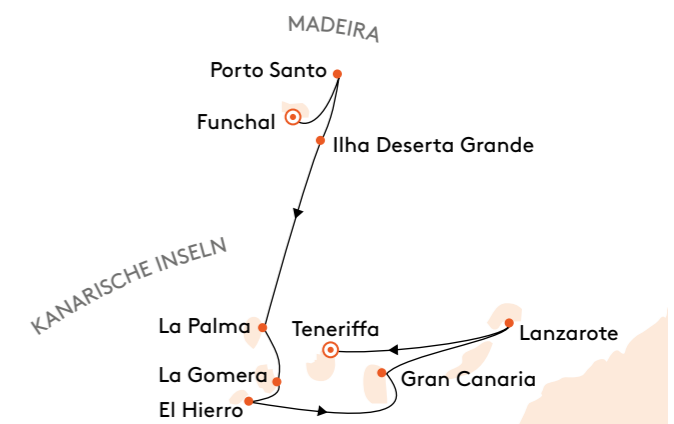 MADEIRA
Porto Santo
Funchal
Ilha Deserta Grande
KANARISCHE INSELN
La Palma
Teneriffa
Lanzarote
La Gomera
Gran Canaria
El Hierro